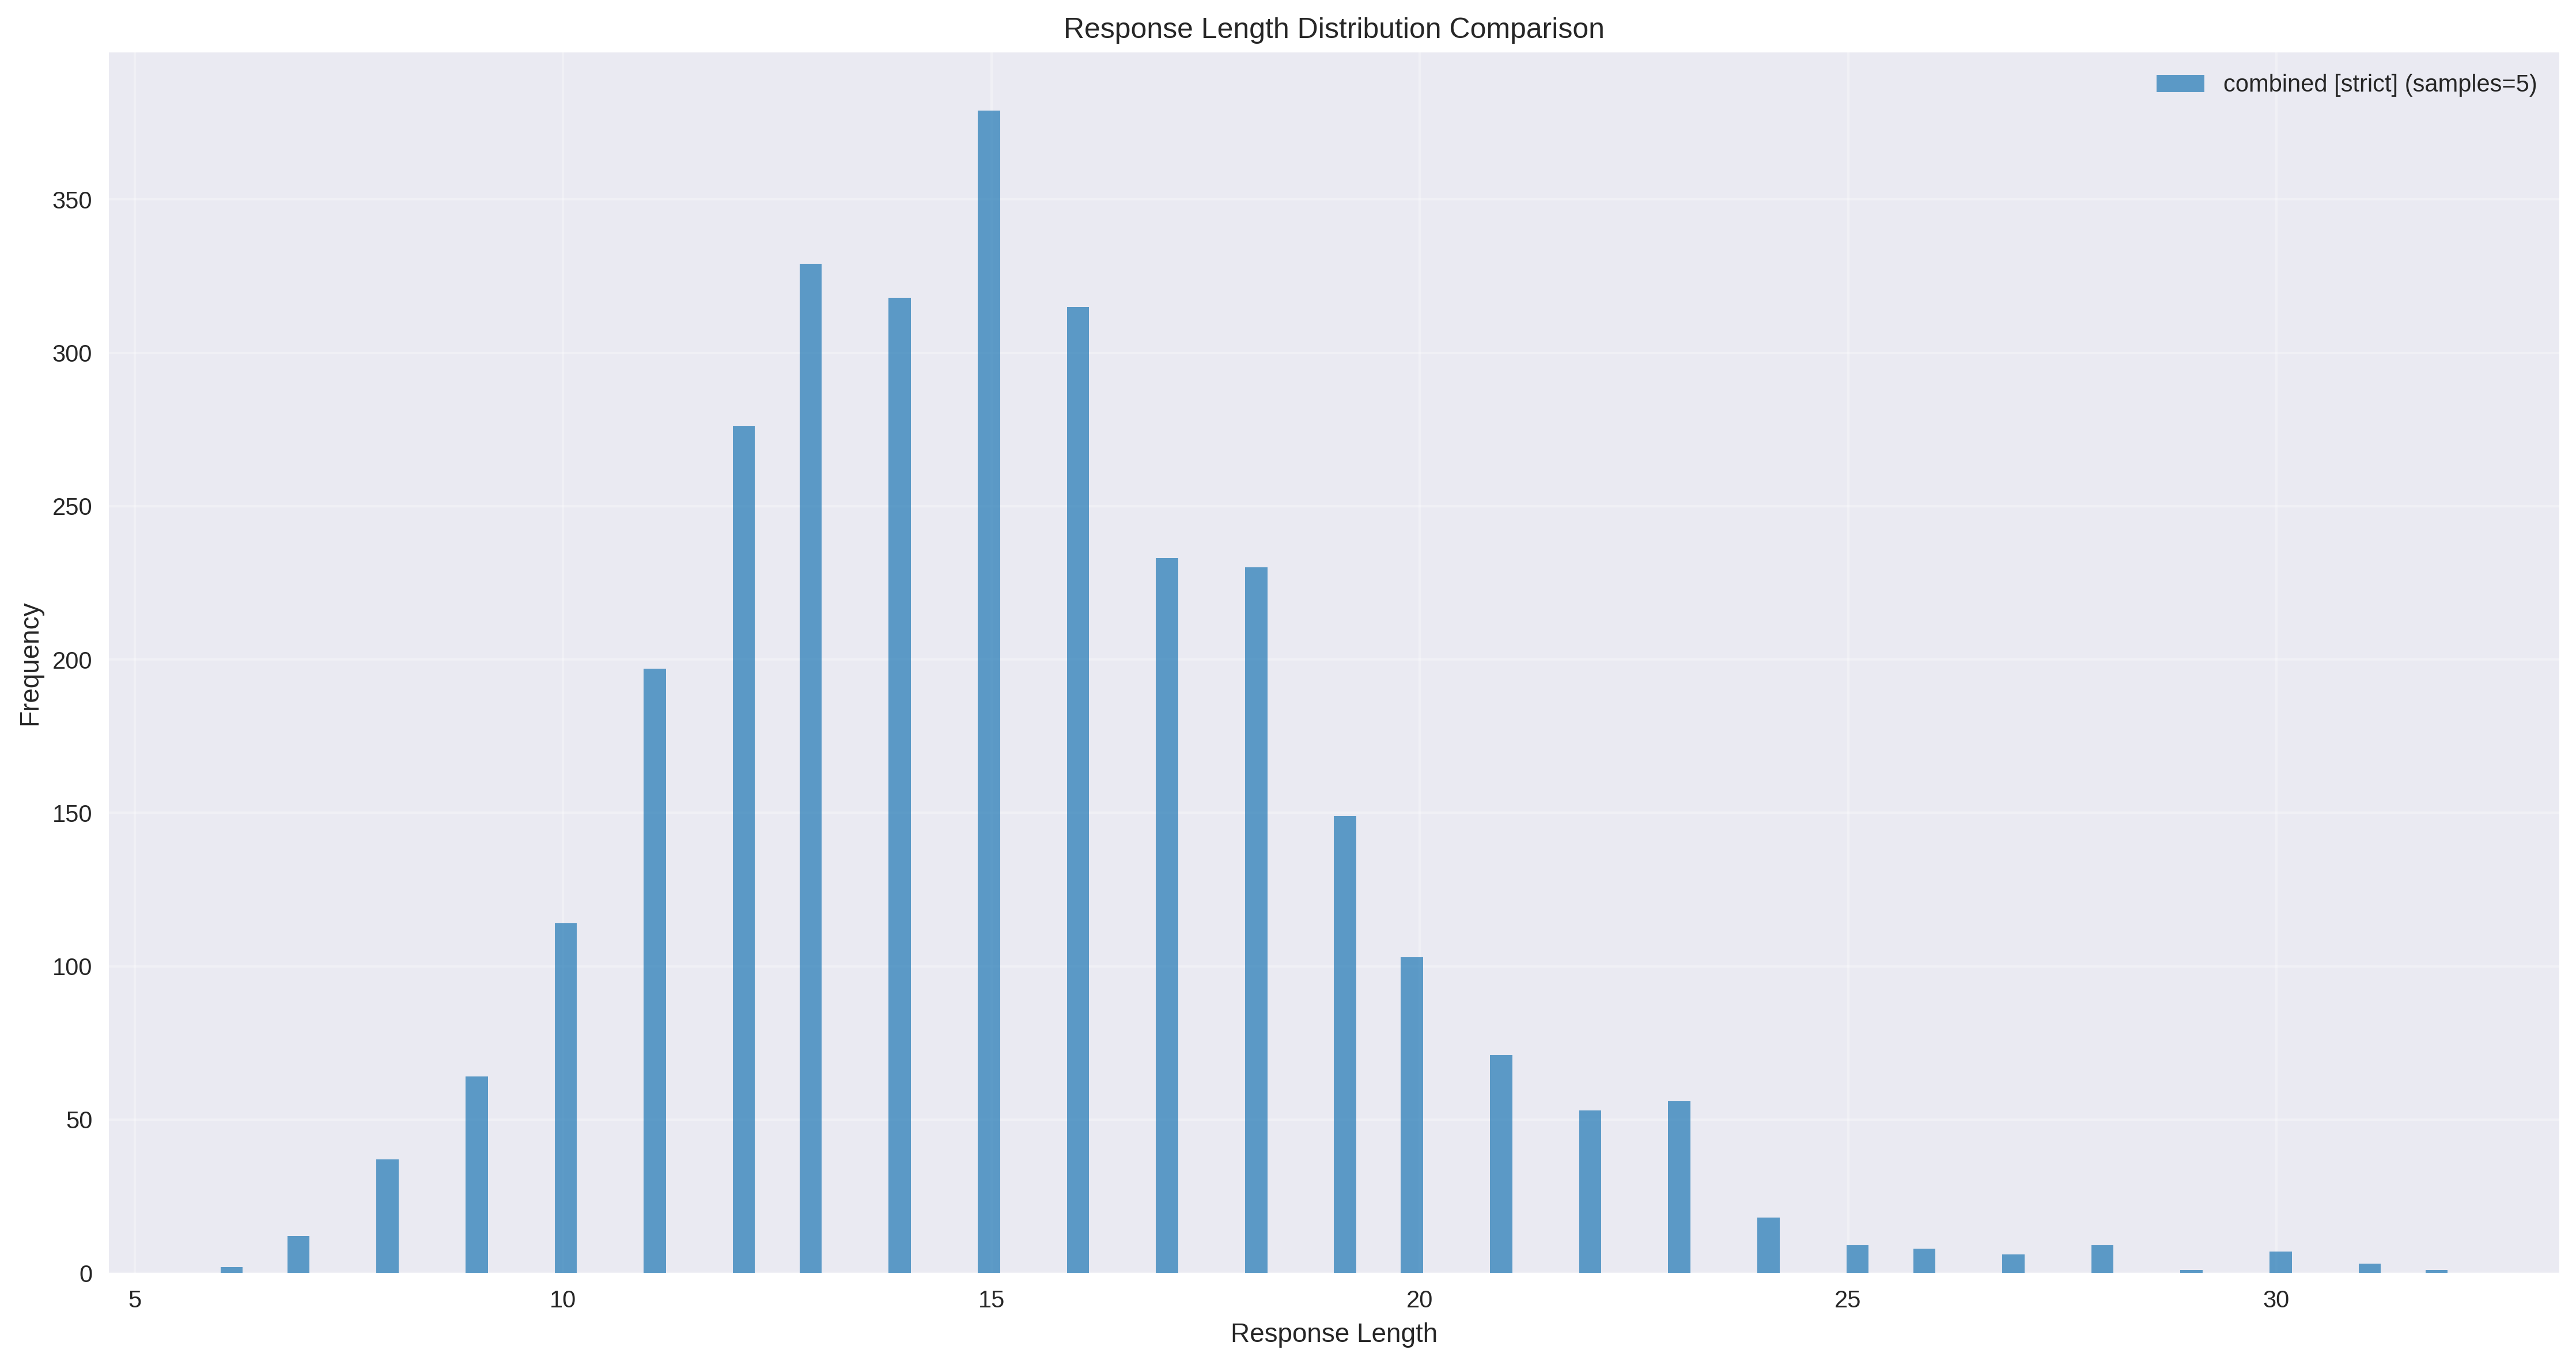 Response Length Distribution Comparison
combined [strict] (samples=5)
350
300
250
200
150
100
50
0
Frequency
5 10 15 20 25 30
Response Length